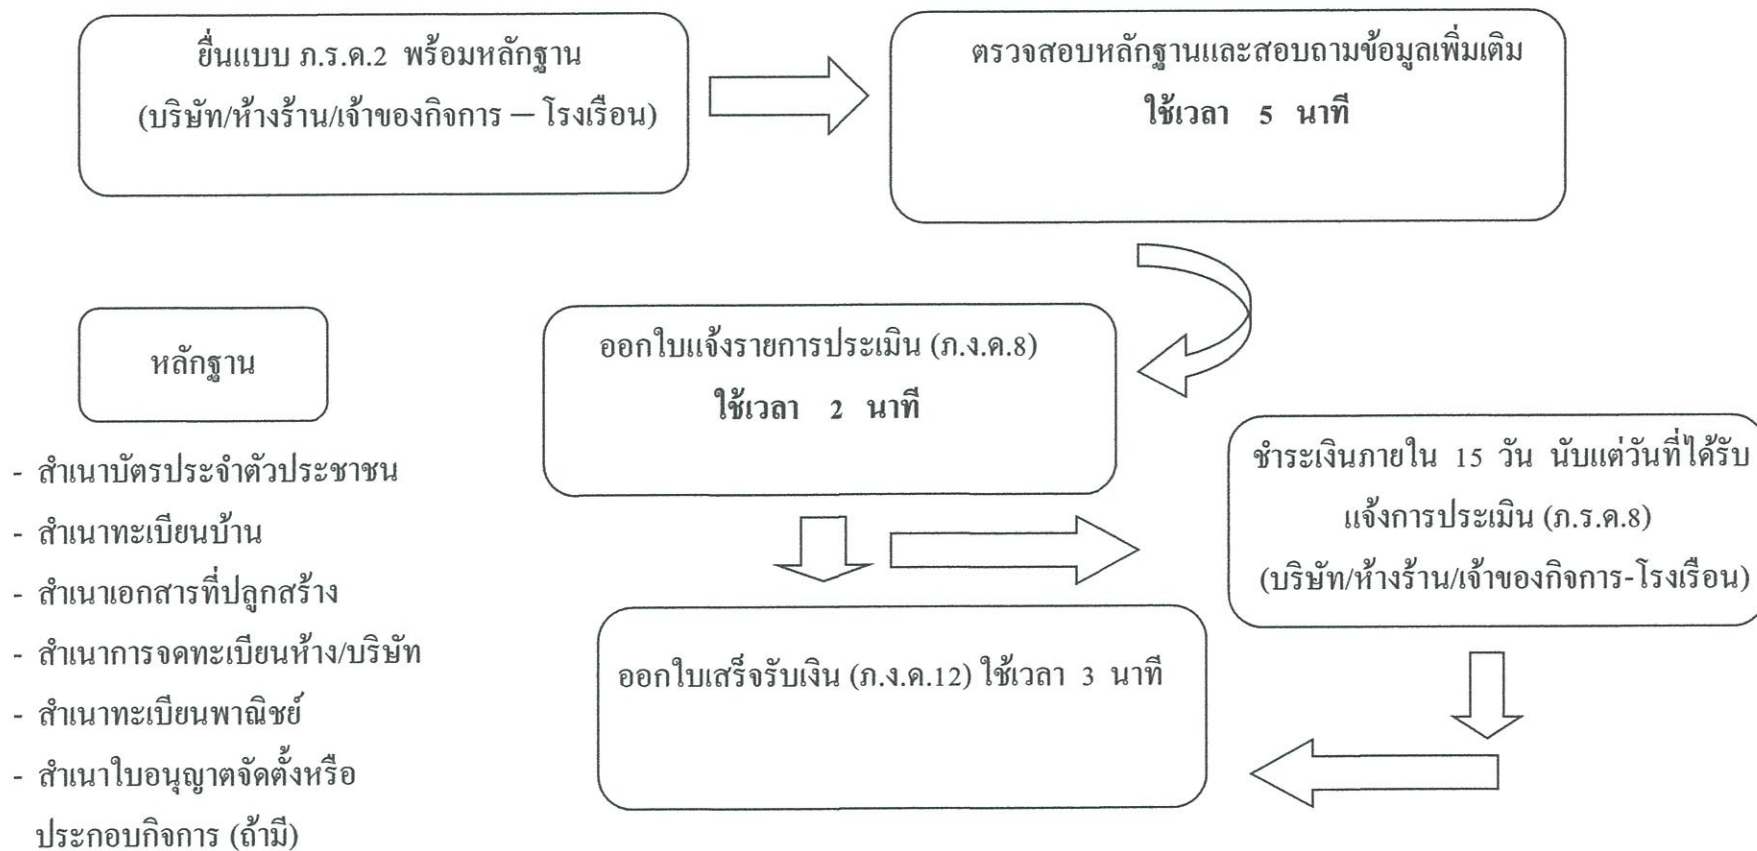 ยื่นแบบ ภ.ร.ด.2 พร้อมหลักฐาน
(บริษัท/ห้างร้าน/เจ้าของกิจการ – โรงเรือน)
ตรวจสอบหลักฐานและสอบถามข้อมูลเพิ่มเติม
ใช้เวลา 5 นาที
ออกใบแจ้งรายการประเมิน (ภ.ง.ด.8)
ใช้เวลา 2 นาที
ชำระเงินภายใน 15 วัน นับแต่วันที่ได้รับ
แจ้งการประเมิน (ภ.ร.ด.8)
(บริษัท/ห้างร้าน/เจ้าของกิจการ-โรงเรือน)
ออกใบเสร็จรับเงิน (ภ.ง.ด.12) ใช้เวลา 3 นาที
หลักฐาน
- สำเนาบัตรประจำตัวประชาชน
- สำเนาทะเบียนบ้าน
- สำเนาเอกสารที่ปลูกสร้าง
- สำเนาการจดทะเบียนห้าง/บริษัท
- สำเนาทะเบียนพาณิชย์
- สำเนาใบอนุญาตจัดตั้งหรือ
ประกอบกิจการ (ถ้ามี)